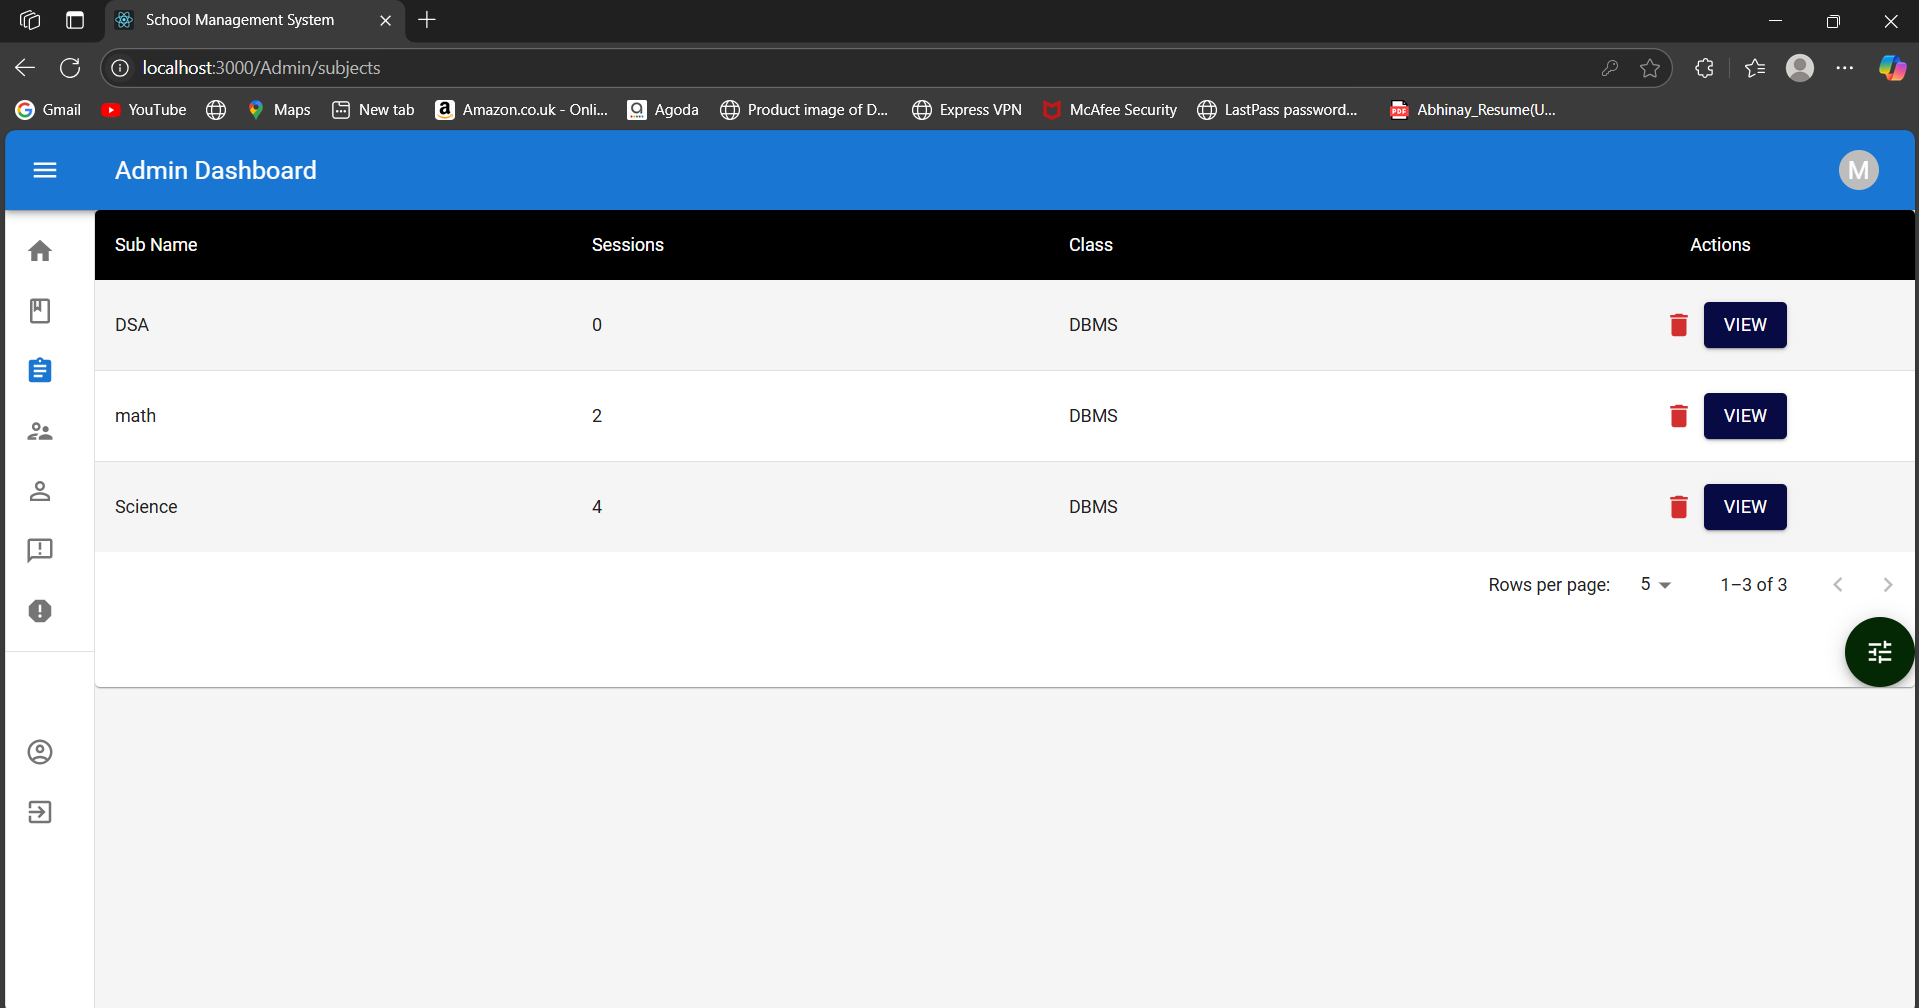 School Management System
localhost:3000/Admin/subjects
Gmail YouTube Maps New tab Amazon.co.uk - Onli... Agoda Product image of D... Express VPN McAfee Security LastPass password... Abhinay_Resume(U...
Admin Dashboard M
Sub Name Sessions Class Actions
DSA 0 DBMS VIEW
math 2 DBMS VIEW
Science 4 DBMS VIEW
Rows per page: 5 1–3 of 3